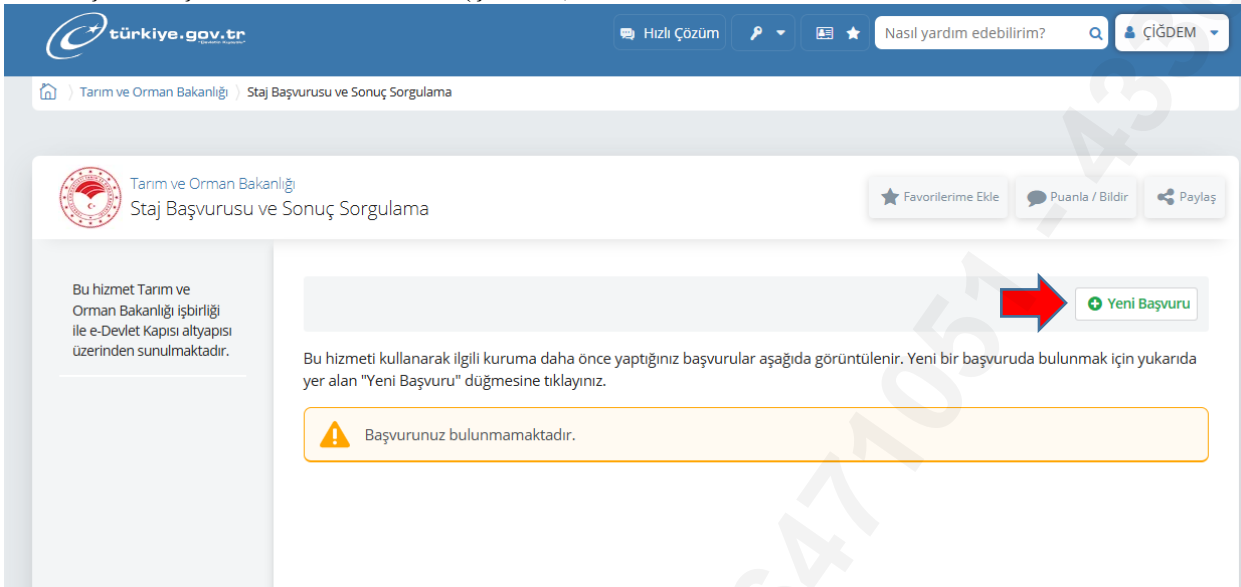 türkiye.gov.tr
Hızlı Çözüm
Nasıl yardım edebilirim?
ÇİĞDEM
Tarım ve Orman Bakanlığı
Staj Başvurusu ve Sonuç Sorgulama
Tarım ve Orman Bakanlığı
Staj Başvurusu ve Sonuç Sorgulama
Favorilerime Ekle
Puanla / Bildir
Paylaş
Bu hizmet Tarım ve
Orman Bakanlığı işbirliği
ile e-Devlet Kapısı altyapısı
üzerinden sunulmaktadır.
Yeni Başvuru
Bu hizmeti kullanarak ilgili kuruma daha önce yaptığınız başvurular aşağıda görüntülenir. Yeni bir başvuruda bulunmak için yukarıda
yer alan "Yeni Başvuru" düğmesine tıklayınız.
Başvurunuz bulunmamaktadır.